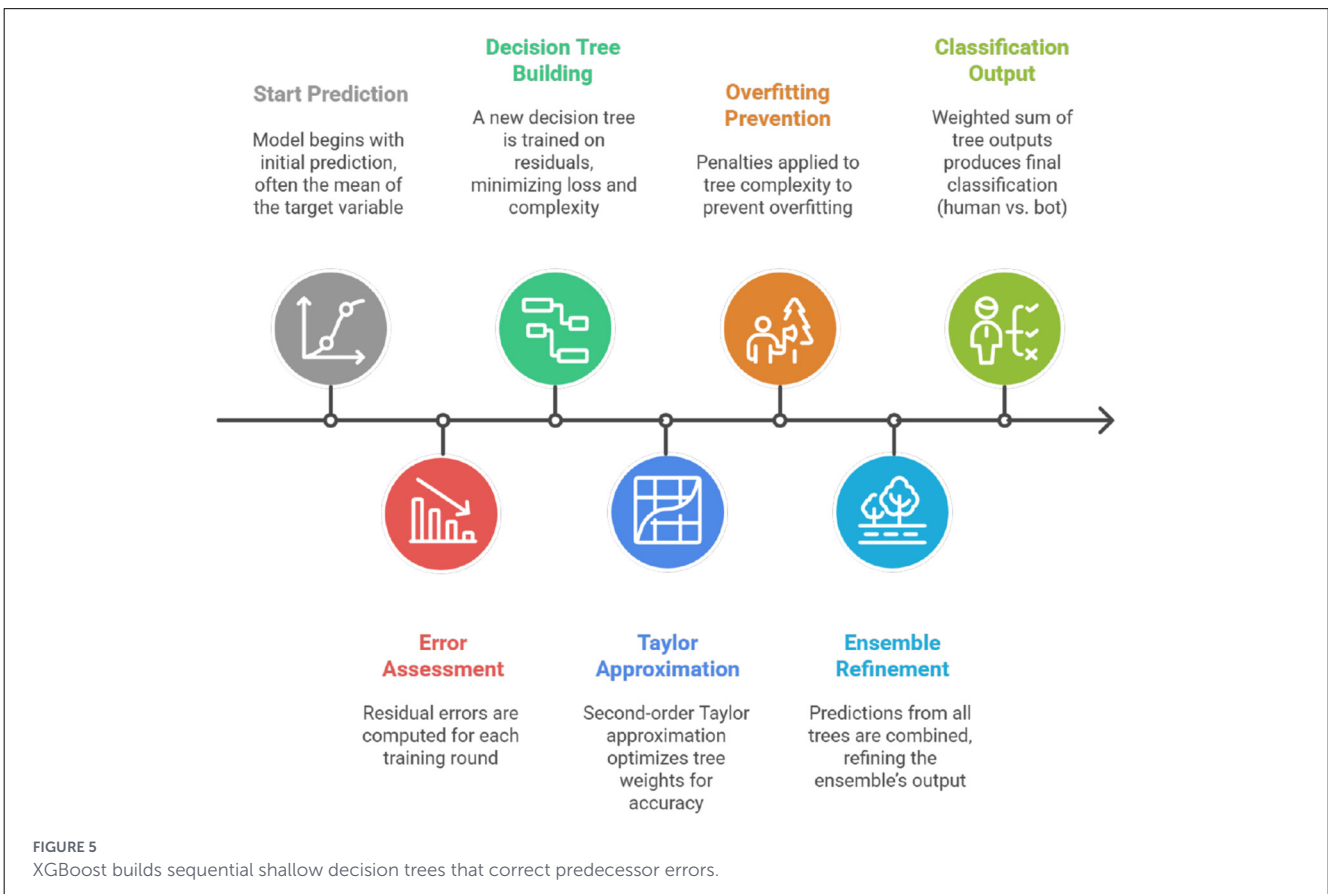 Start Prediction
Model begins with
initial prediction,
often the mean of
the target variable
Error
Assessment
Residual errors are
computed for each
training round
Decision Tree
Building
A new decision tree
is trained on
residuals,
minimizing loss and
complexity
Taylor
Approximation
Second-order Taylor
approximation
optimizes tree
weights for
accuracy
Overfitting
Prevention
Penalties applied to
tree complexity to
prevent overfitting
Ensemble
Refinement
Predictions from all
trees are combined,
refining the
ensemble's output
Classification
Output
Weighted sum of
tree outputs
produces final
classification
(human vs. bot)
FIGURE 5
XGBoost builds sequential shallow decision trees that correct predecessor errors.